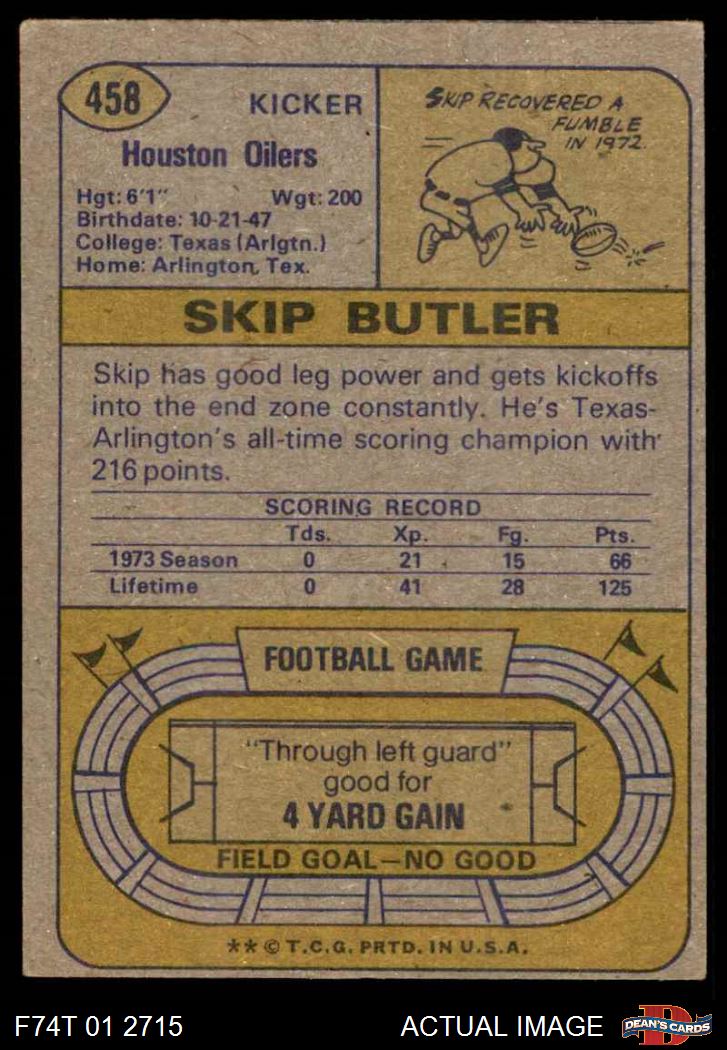 458
KICKER
Houston Oilers
Hgt: 6'1" Wgt: 200
Birthdate: 10-21-47
College: Texas (Arlgtn.)
Home: Arlington, Tex.
SKIP RECOVERED A
FUMBLE
IN 1972.
SKIP BUTLER
Skip has good leg power and gets kickoffs
into the end zone constantly. He's Texas-
Arlington's all-time scoring champion with
216 points.
SCORING RECORD
Tds. Xp. Fg. Pts.
1973 Season 0 21 15 66
Lifetime 0 41 28 125
FOOTBALL GAME
"Through left guard"
good for
4 YARD GAIN
FIELD GOAL—NO GOOD
** © T.C.G. PRTD. IN U.S.A.
F74T 01 2715 ACTUAL IMAGE
D
DEAN'S CARDS